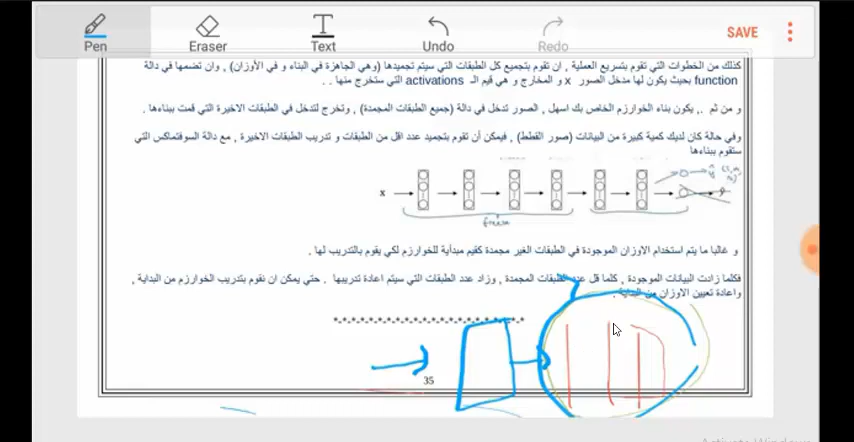 Pen
Eraser
Text
Undo
Redo
SAVE
كذلك من الخطوات التي تقوم بتسريع العملية , ان تقوم بتجميع كل الطبقات التي سيتم تجميدها (وهي الجاهزة في البناء و في الأوزان) , وان تضمها في دالة
function بحيث يكون لها مدخل الصور x و المخارج و هي قيم الـ activations التي ستخرج منها . .
و من ثم .. يكون بناء الخوارزم الخاص بك اسهل , الصور تدخل في دالة (جميع الطبقات المجمدة) , وتخرج لتدخل في الطبقات الاخيرة التي قمت ببناءها .
وفي حالة كان لديك كمية كبيرة من البيانات (صور القطط) , فيمكن أن تقوم بتجميد عدد اقل من الطبقات و تدريب الطبقات الاخيرة , مع دالة السوفتماكس التي
ستقوم ببناءها
x
و غالبا ما يتم استخدام الاوزان الموجودة في الطبقات الغير مجمدة كقيم مبدأية للخوارزم لكي يقوم بالتدريب لها .
فكلما زادت البيانات الموجودة , كلما قل عدد الطبقات المجمدة , وزاد عدد الطبقات التي سيتم اعادة تدريبها . حتي يمكن ان نقوم بتدريب الخوارزم من البداية ,
واعادة تعيين الاوزان من البداية .
35